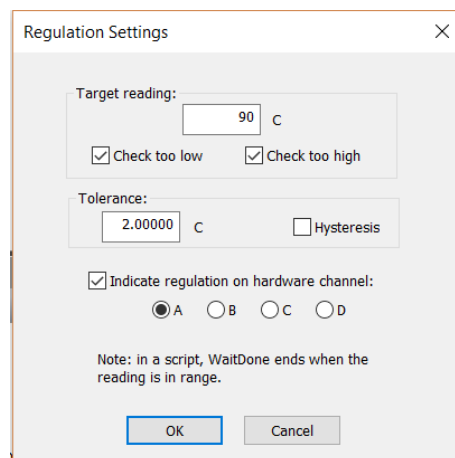 Regulation Settings
Target reading:
90 C
Check too low Check too high
Tolerance:
2.00000 C Hysteresis
Indicate regulation on hardware channel:
A B C D
Note: in a script, WaitDone ends when the
reading is in range.
OK Cancel